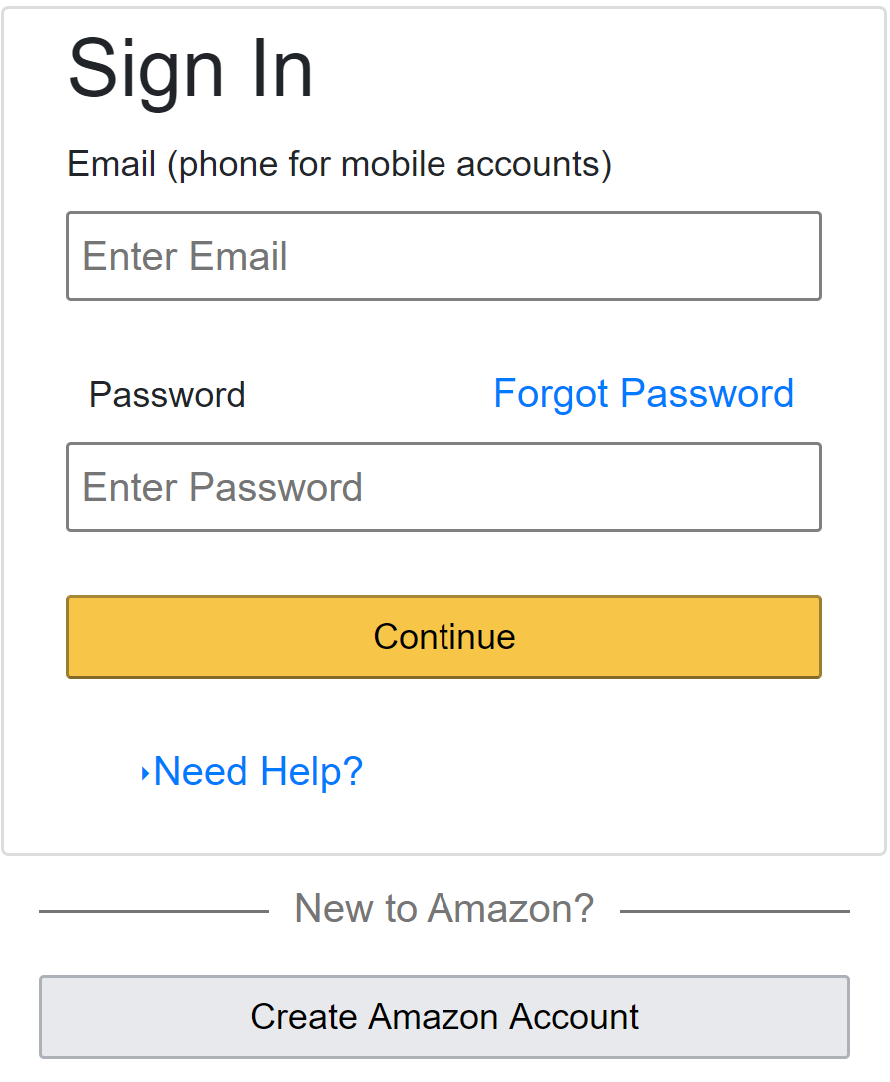 Sign In
Email (phone for mobile accounts)
Enter Email
Password Forgot Password
Enter Password
Continue
Need Help?
New to Amazon?
Create Amazon Account